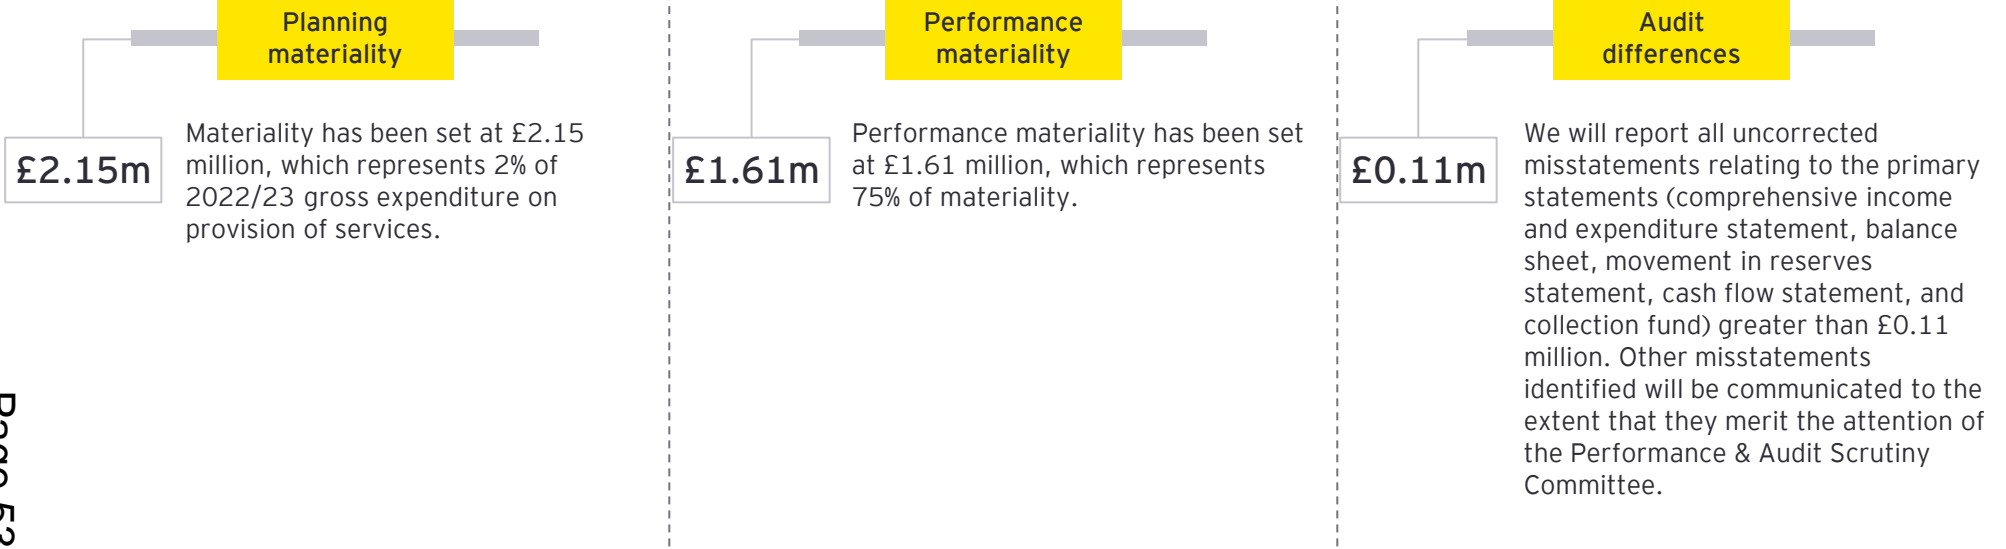 Planning
materiality
£2.15m
Materiality has been set at £2.15
million, which represents 2% of
2022/23 gross expenditure on
provision of services.
Performance
materiality
£1.61m
Performance materiality has been set
at £1.61 million, which represents
75% of materiality.
Audit
differences
£0.11m
We will report all uncorrected
misstatements relating to the primary
statements (comprehensive income
and expenditure statement, balance
sheet, movement in reserves
statement, cash flow statement, and
collection fund) greater than £0.11
million. Other misstatements
identified will be communicated to the
extent that they merit the attention of
the Performance & Audit Scrutiny
Committee.
Page 53